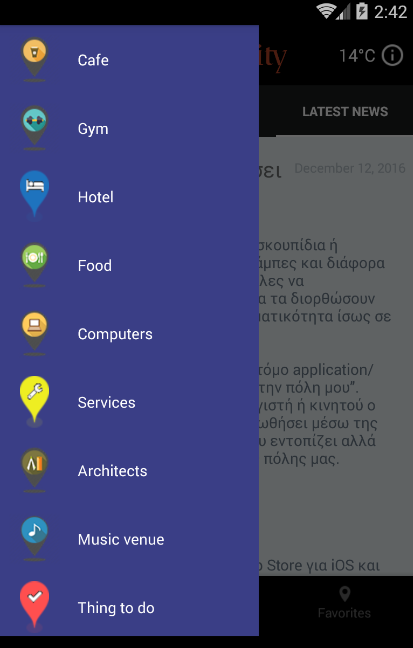 2:42
ity
14°C
LATEST NEWS
December 12, 2016
Cafe
Gym
Hotel
Food
Computers
Services
Architects
Music venue
Thing to do
σει
σκουπίδια ή
άμπες και διάφορα
λες να
α τα διορθώσουν
ματικότητα ίσως σε
τόμο application/
την πόλη μου”.
γιστή ή κινητού ο
ωθήσει μέσω της
υ εντοπίζει αλλά
πόλης μας.
Store για iOS και
Favorites